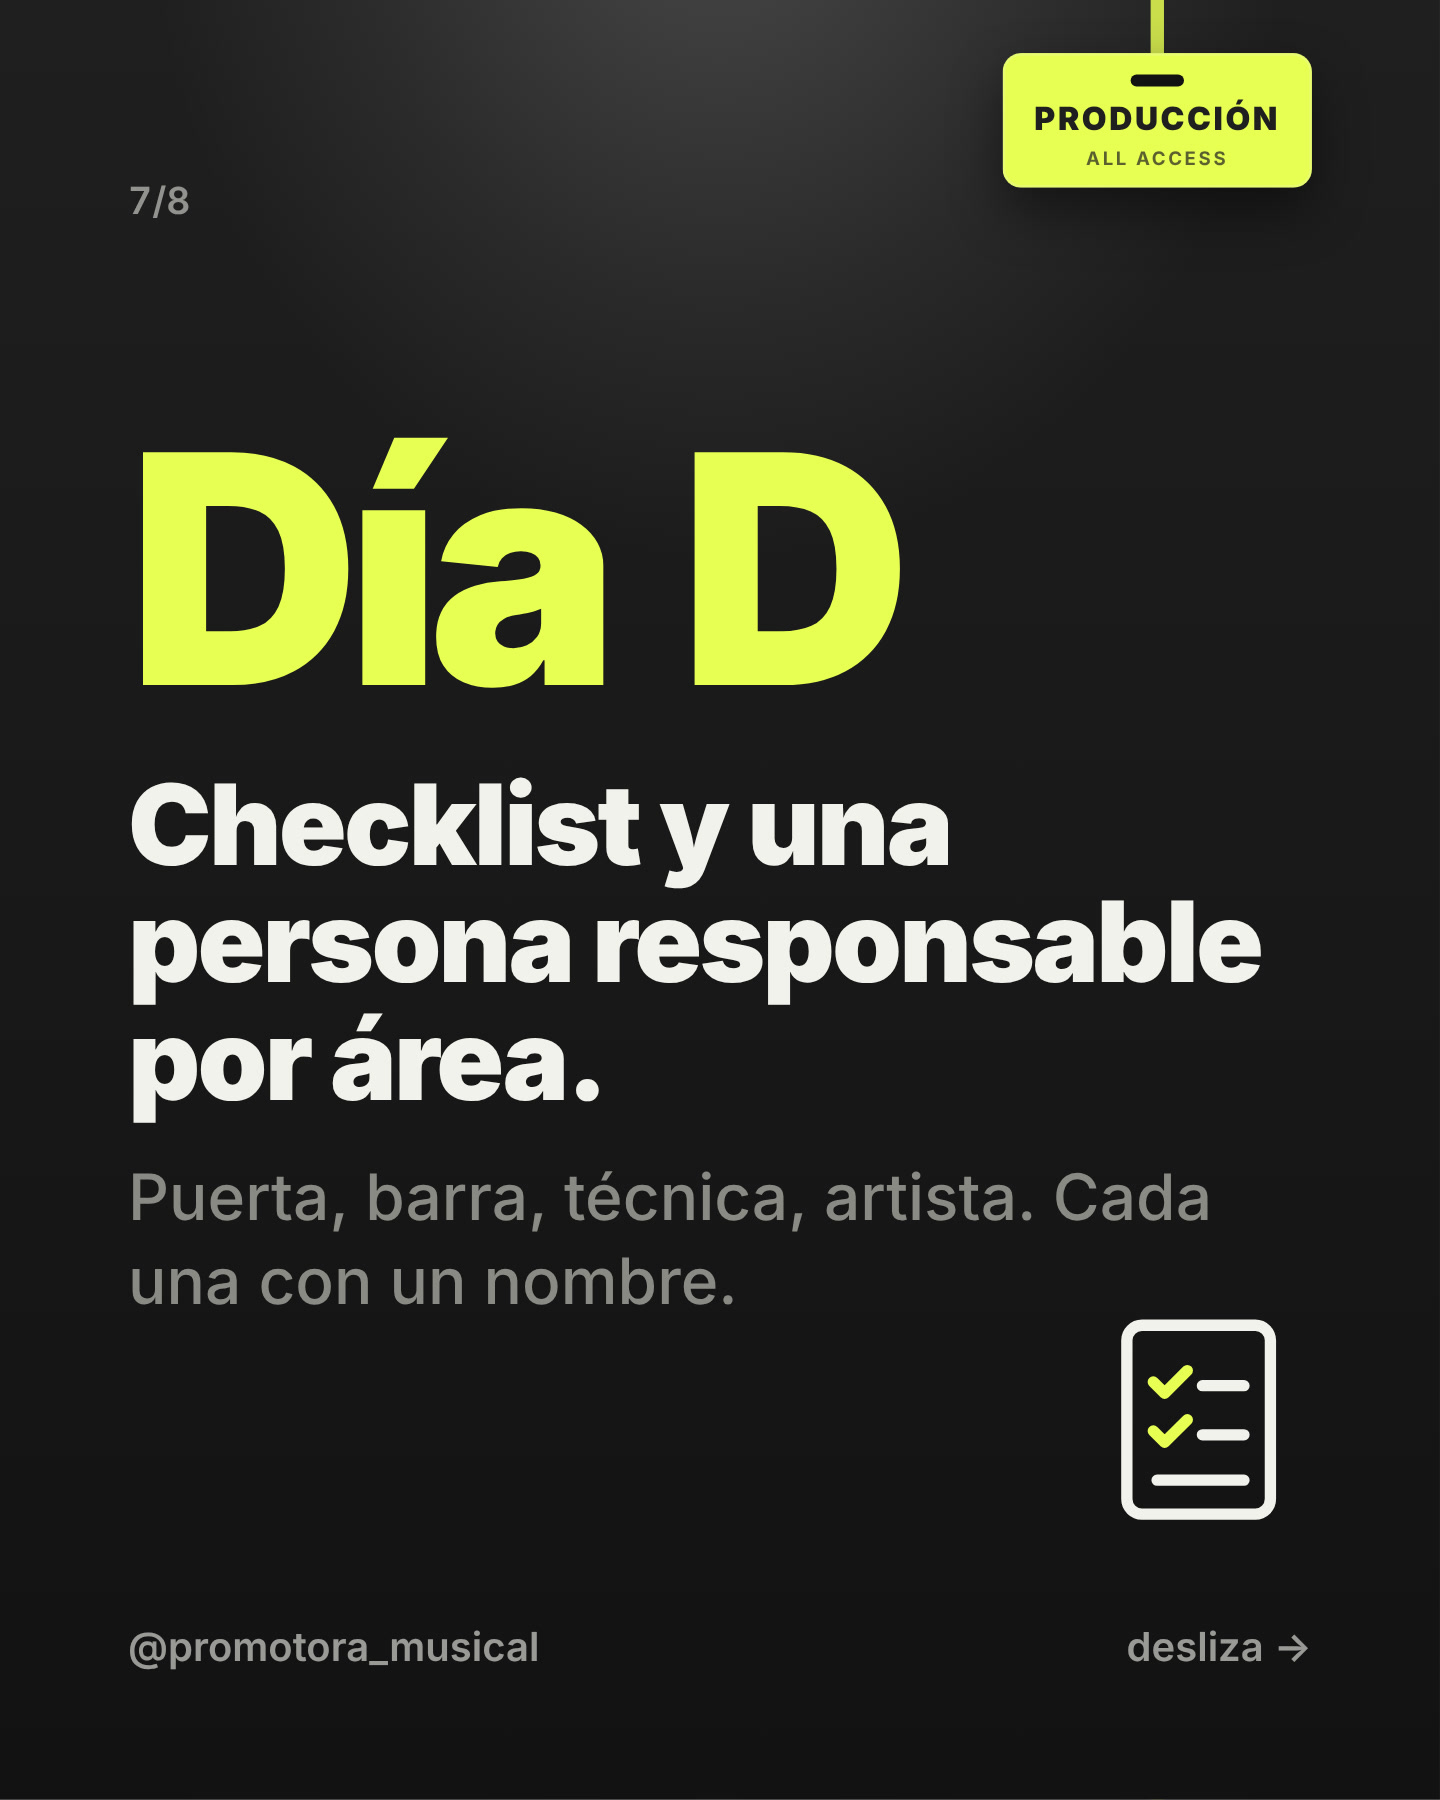 PRODUCCIÓN
ALL ACCESS
7/8
Día D
Checklist y una
persona responsable
por área.
Puerta, barra, técnica, artista. Cada
una con un nombre.
@promotora_musical
desliza →